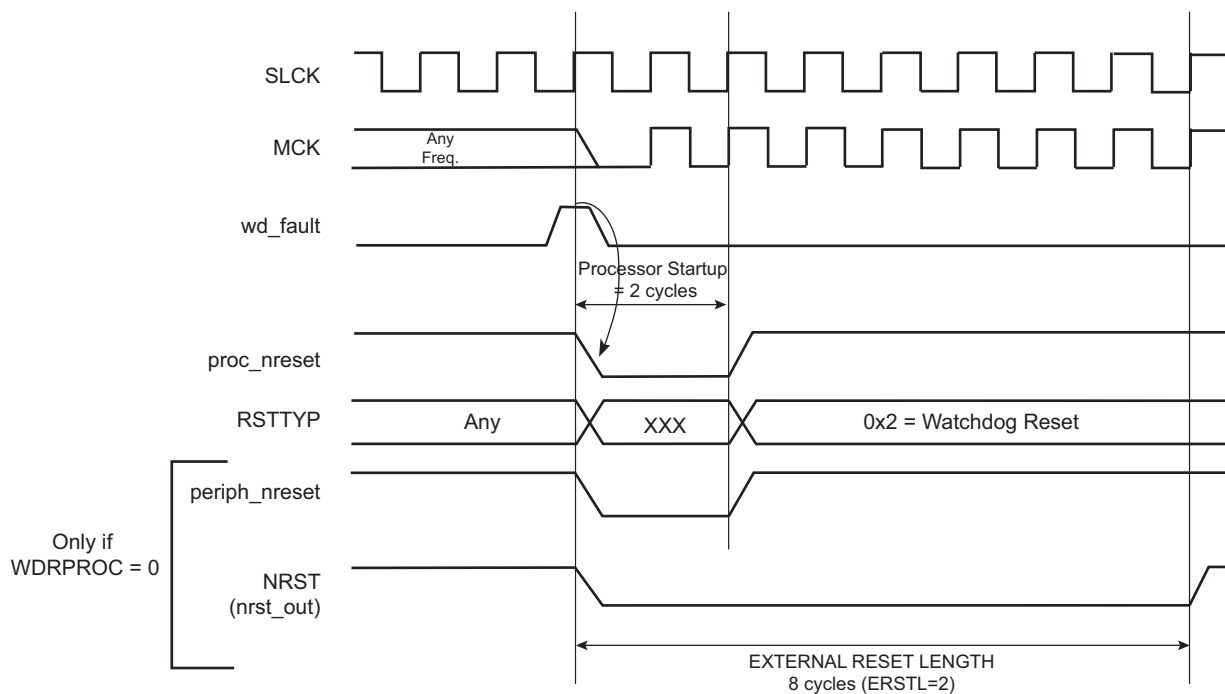 SLCK
MCK
Any
Freq.
wd_fault
Processor Startup
= 2 cycles
proc_nreset
RSTTYP
Any
XXX
0x2 = Watchdog Reset
periph_nreset
Only if
WDRPROC = 0
NRST
(nrst_out)
EXTERNAL RESET LENGTH
8 cycles (ERSTL=2)